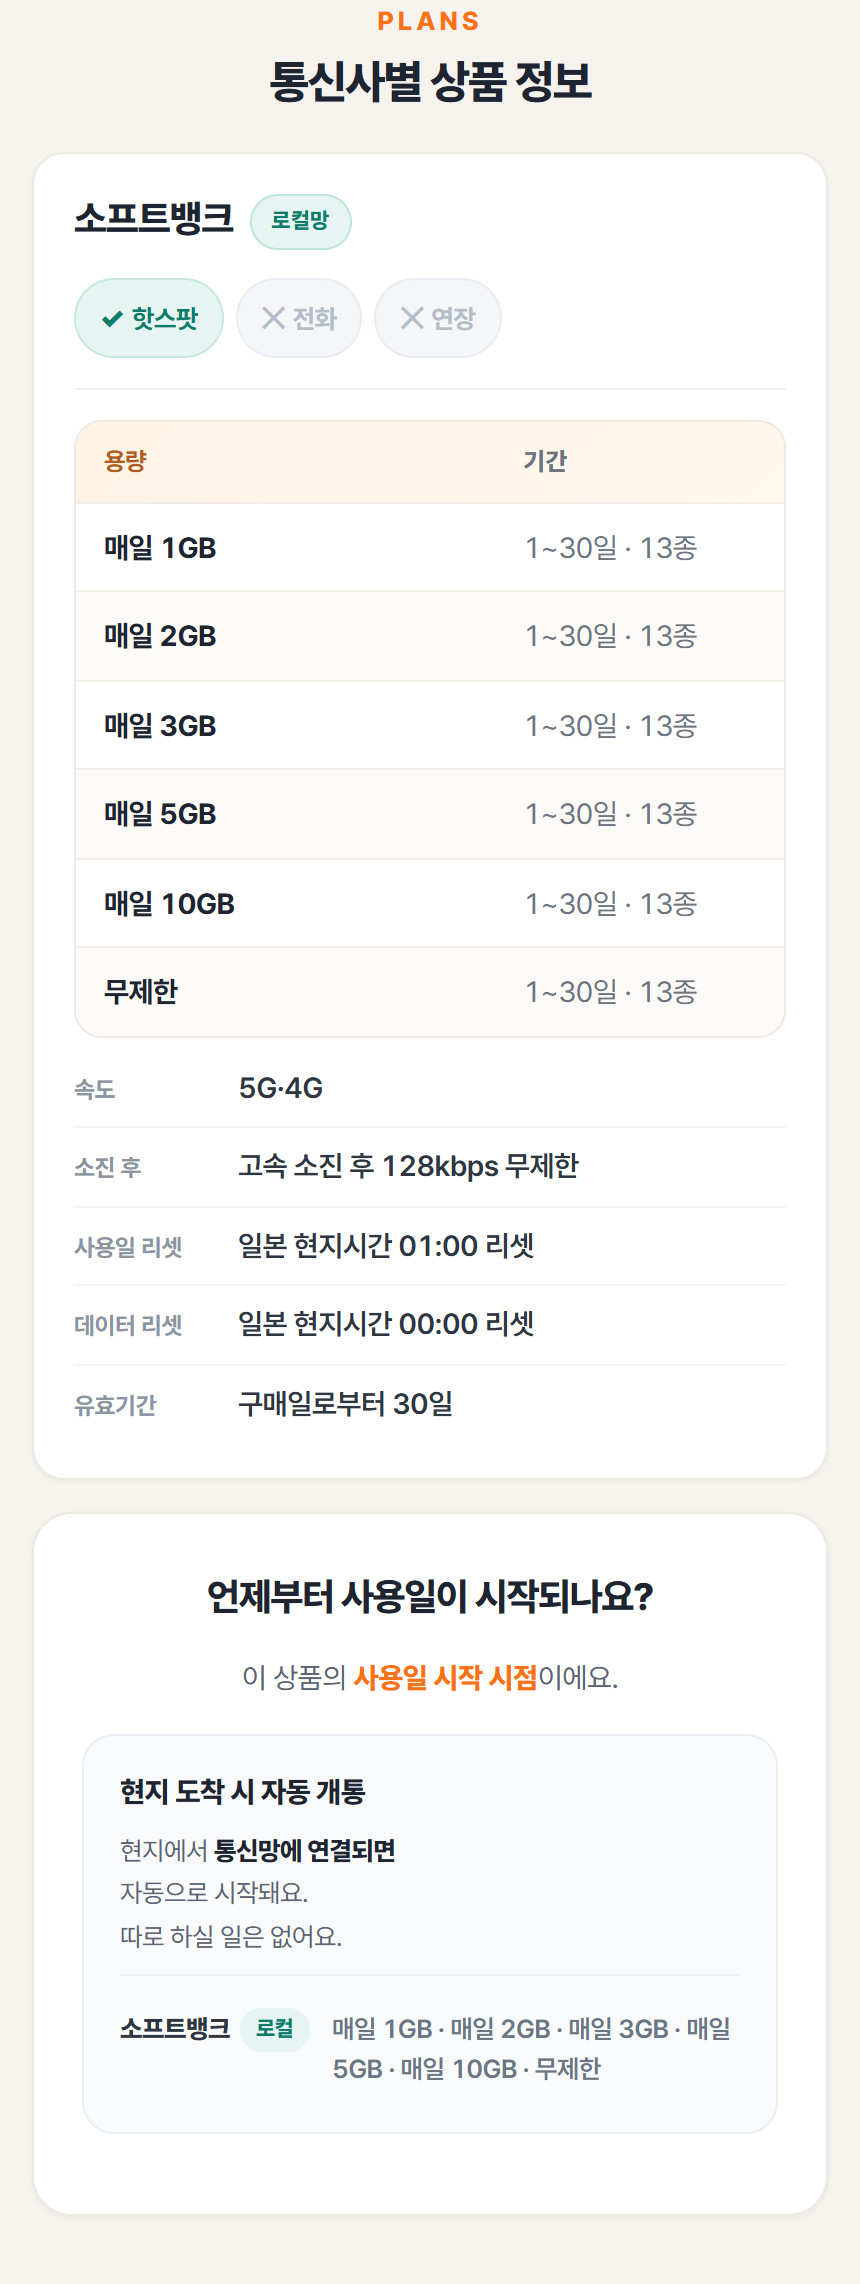 PLANS
통신사별 상품 정보
소프트뱅크 로컬망
✓ 핫스팟 ✕ 전화 ✕ 연장
용량 기간
매일 1GB 1~30일 · 13종
매일 2GB 1~30일 · 13종
매일 3GB 1~30일 · 13종
매일 5GB 1~30일 · 13종
매일 10GB 1~30일 · 13종
무제한 1~30일 · 13종
속도 5G·4G
소진 후 고속 소진 후 128kbps 무제한
사용일 리셋 일본 현지시간 01:00 리셋
데이터 리셋 일본 현지시간 00:00 리셋
유효기간 구매일로부터 30일
언제부터 사용일이 시작되나요?
이 상품의 사용일 시작 시점이에요.
현지 도착 시 자동 개통
현지에서 통신망에 연결되면
자동으로 시작돼요.
따로 하실 일은 없어요.
소프트뱅크 로컬 매일 1GB · 매일 2GB · 매일 3GB · 매일
5GB · 매일 10GB · 무제한